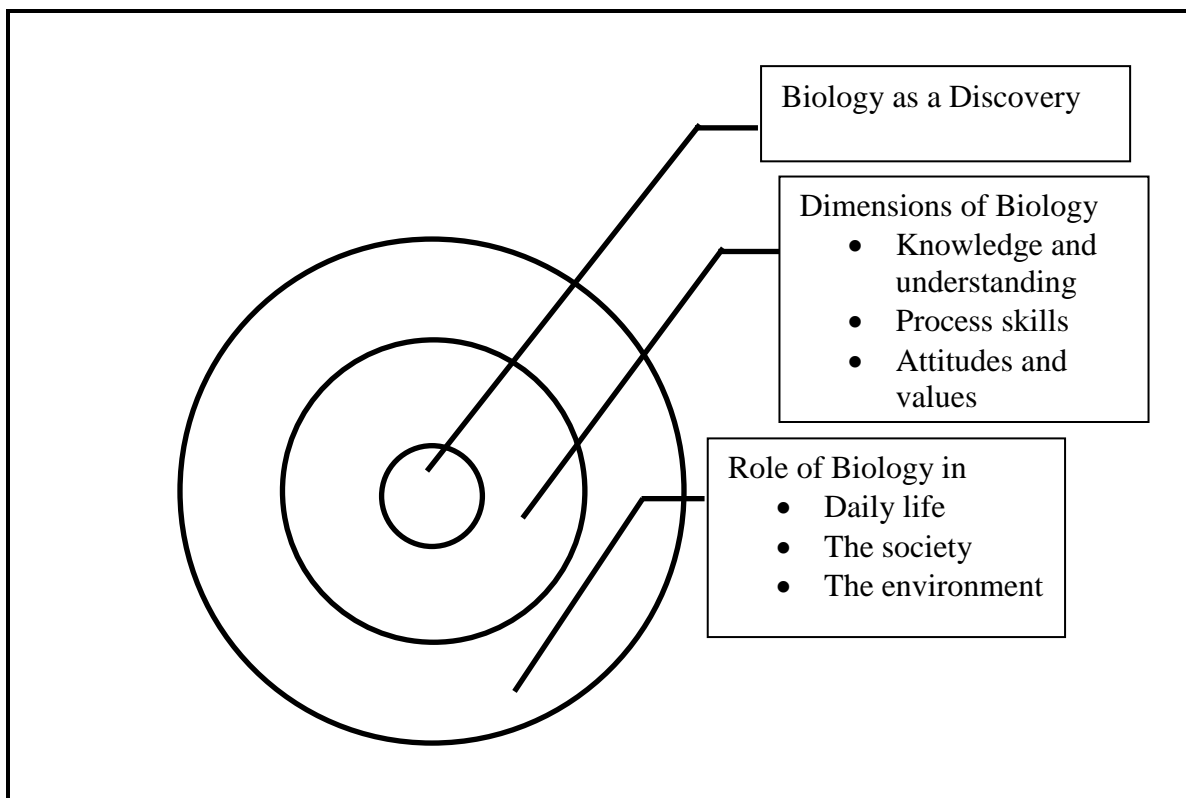 Biology as a Discovery
Dimensions of Biology
• Knowledge and
understanding
• Process skills
• Attitudes and
values
Role of Biology in
• Daily life
• The society
• The environment